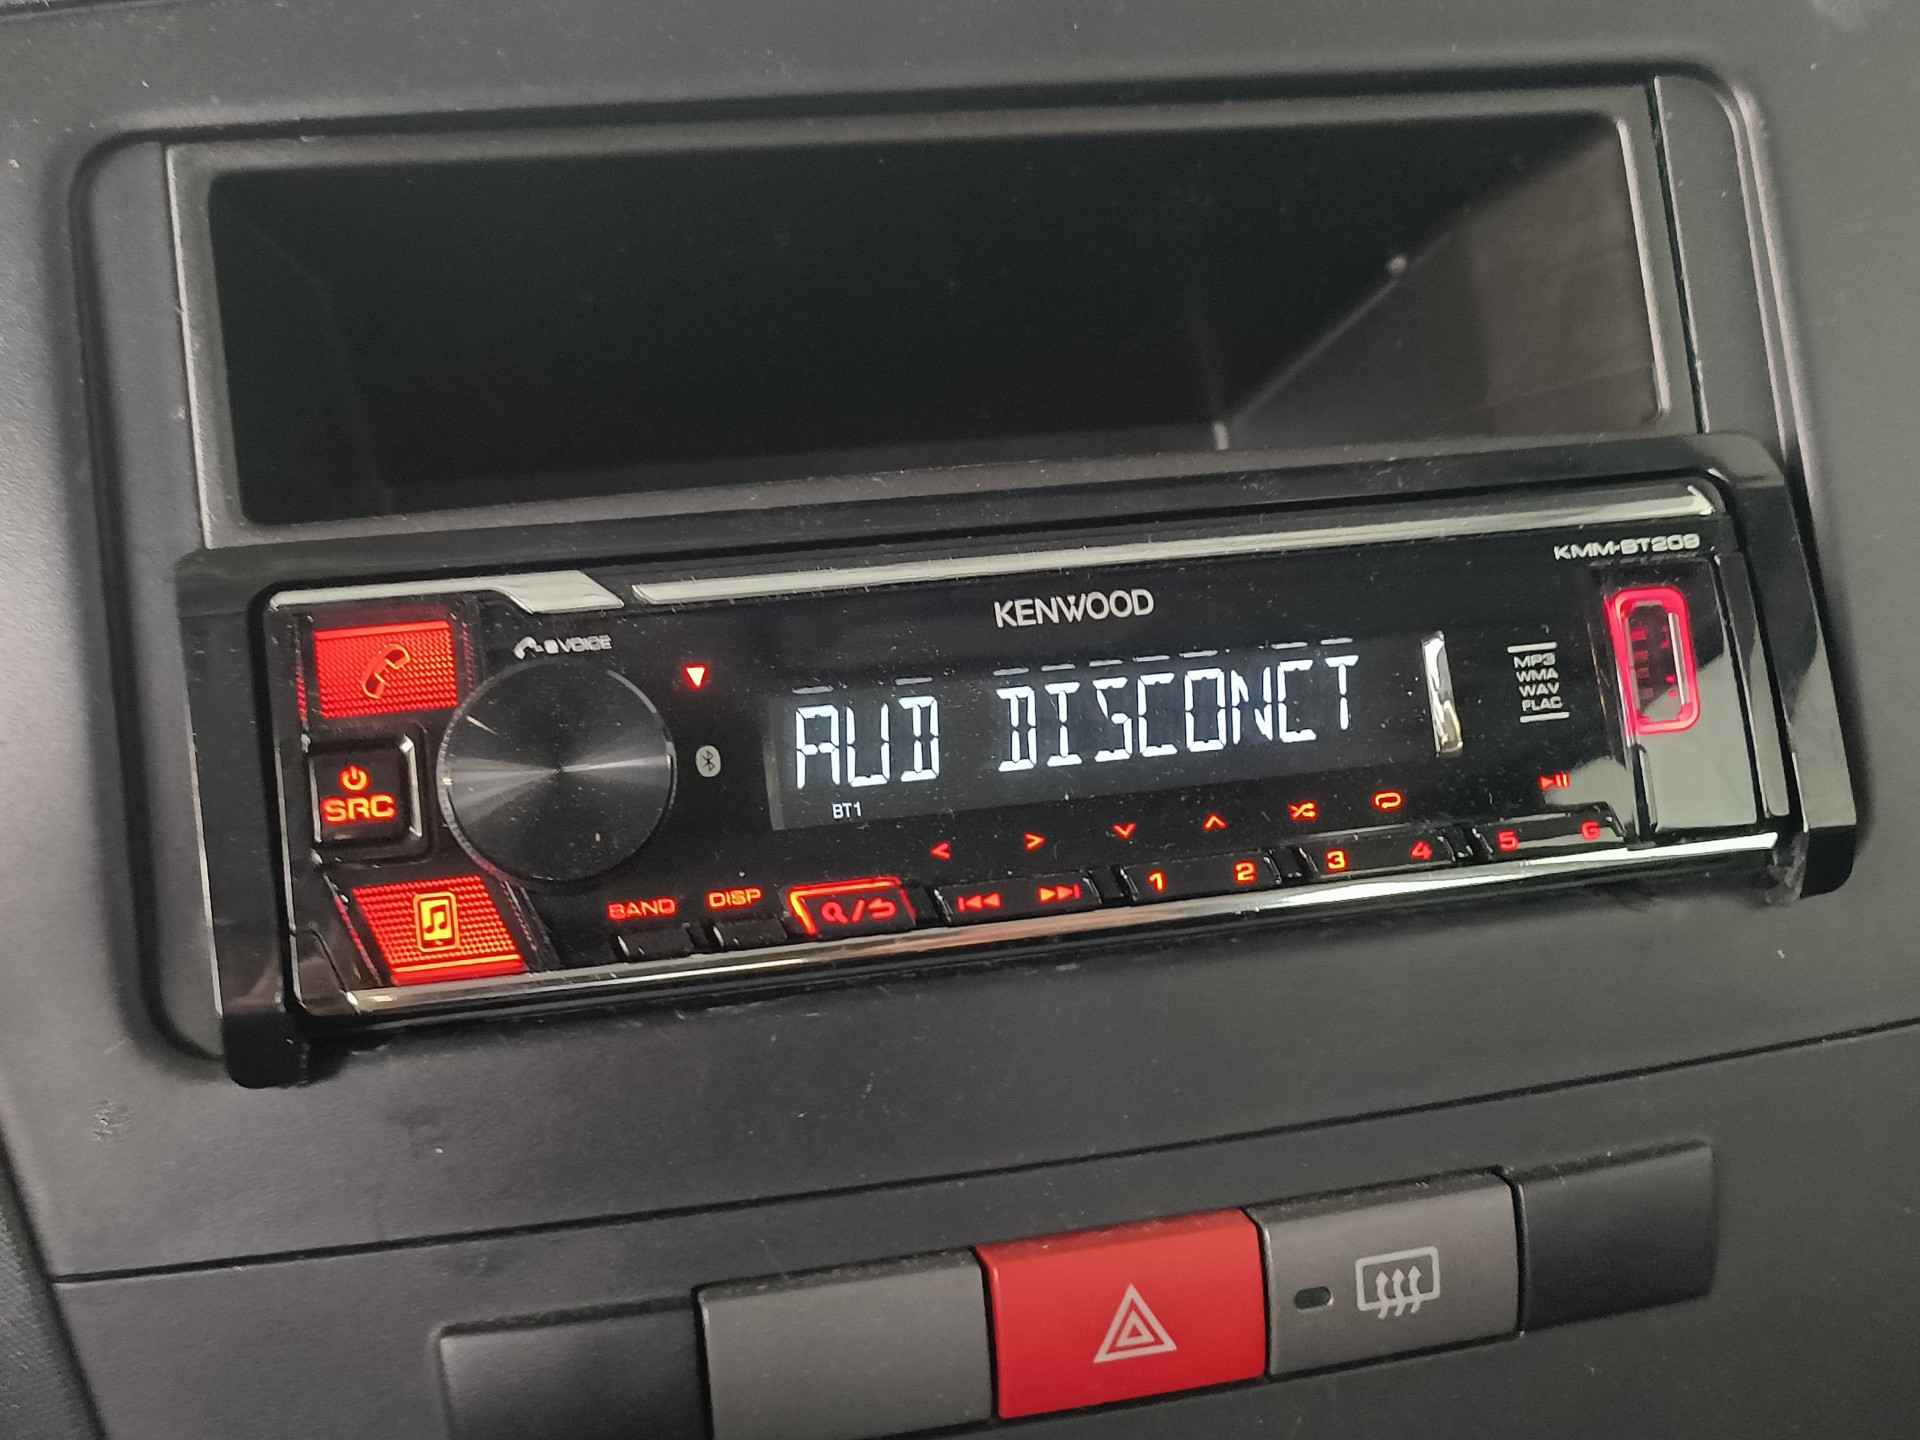 KMM-BT209
KENWOOD
VOICE
MP3
WMA
WAV
FLAC
AUD DISCONCT
BT1
SRC
BAND
DISP
1
2
3
4
5
6